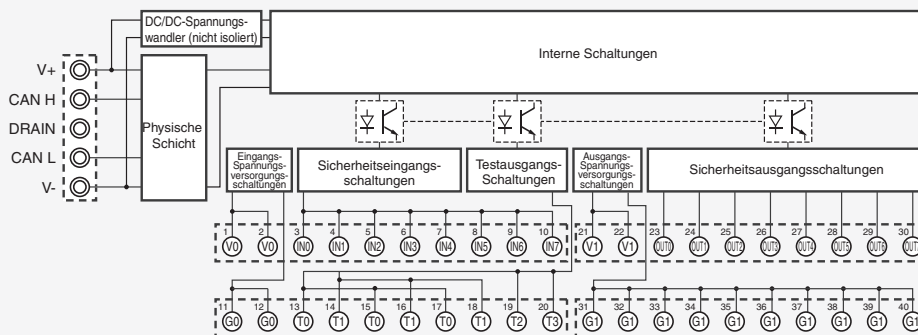 DC/DC-Spannungs-
wandler (nicht isoliert)
Interne Schaltungen
V+
CAN H
DRAIN
CAN L
V-
Physische
Schicht
Eingangs-
Spannungs-
versorgungs-
schaltungen
Sicherheitseingangs-
schaltungen
Testausgangs-
Schaltungen
Ausgangs-
Spannungs-
versorgungs-
schaltungen
Sicherheitsausgangsschaltungen
1 2 3 4 5 6 7 8 9 10
V0 V0 IN0 IN1 IN2 IN3 IN4 IN5 IN6 IN7
21 22 23 24 25 26 27 28 29 30
V1 V1 OUT0 OUT1 OUT2 OUT3 OUT4 OUT5 OUT6
11 12 13 14 15 16 17 18 19 20
G0 G0 T0 T1 T0 T1 T0 T1 T2 T3
31 32 33 34 35 36 37 38 39 40
G1 G1 G1 G1 G1 G1 G1 G1 G1 G1